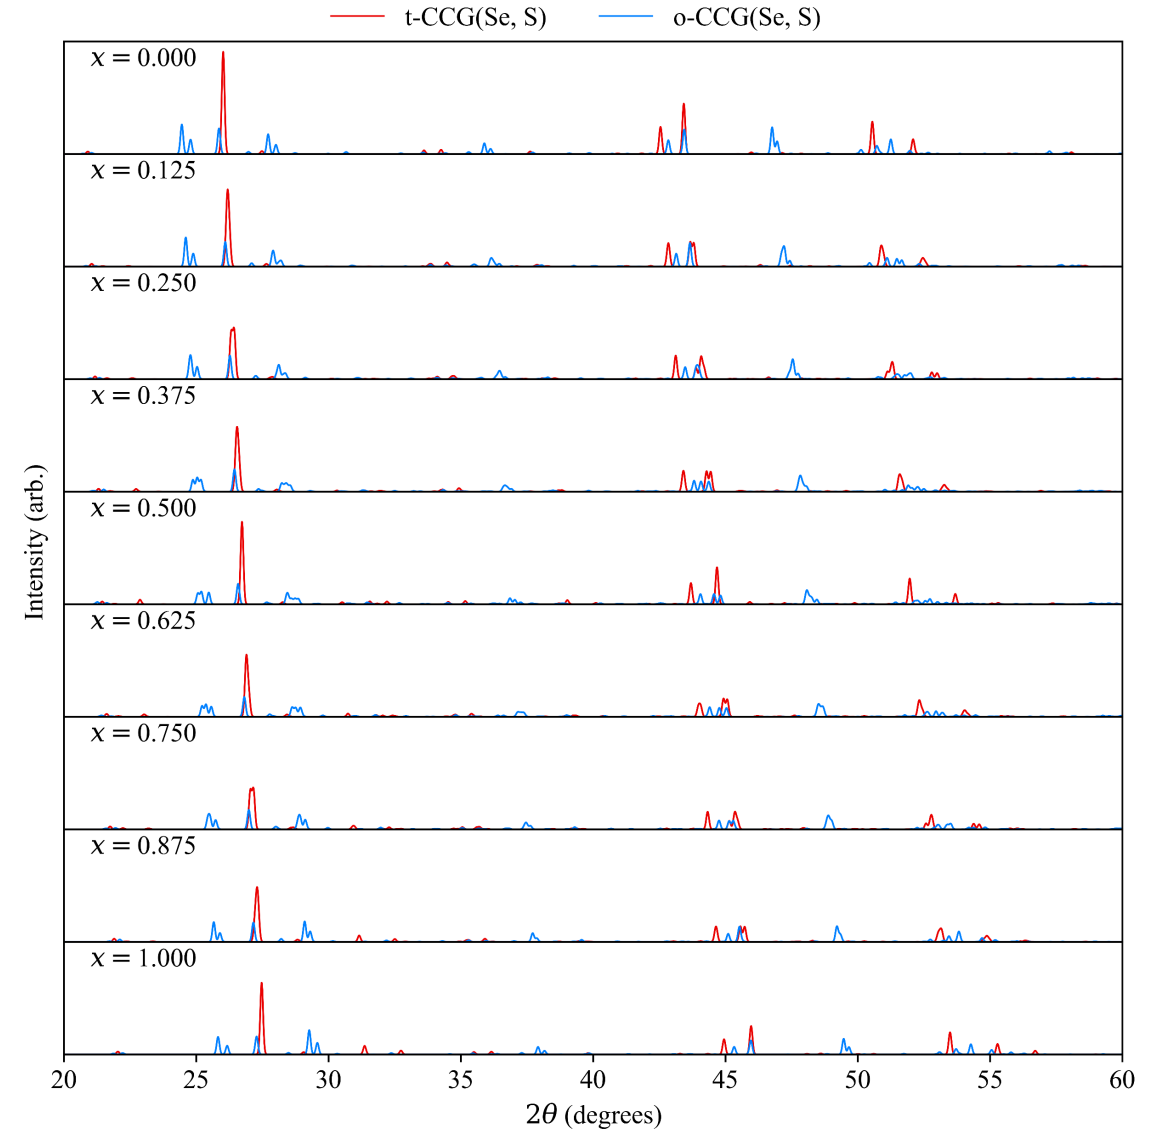 t-CCG(Se, S) o-CCG(Se, S)
x = 0.000
x = 0.125
x = 0.250
x = 0.375
x = 0.500
x = 0.625
x = 0.750
x = 0.875
x = 1.000
Intensity (arb.)
20 25 30 35 40 45 50 55 60
2θ (degrees)